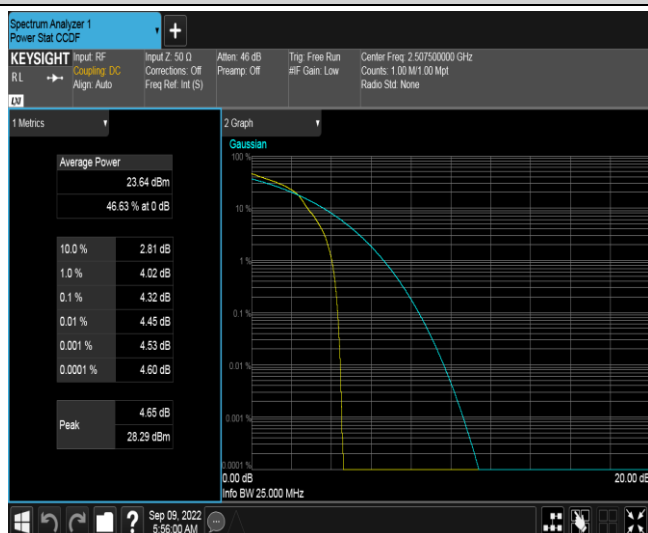 Spectrum Analyzer 1
Power Stat CCDF
KEYSIGHT
RL
Input: RF
Coupling: DC
Align: Auto
Input Z: 50 Ω
Corrections: Off
Freq Ref: Int (S)
Atten: 46 dB
Preamp: Off
Trig: Free Run
#IF Gain: Low
Center Freq: 2.507500000 GHz
Counts: 1.00 M/1.00 Mpt
Radio Std: None
LXI
1 Metrics
Average Power
23.64 dBm
46.63 % at 0 dB
10.0 % 2.81 dB
1.0 % 4.02 dB
0.1 % 4.32 dB
0.01 % 4.45 dB
0.001 % 4.53 dB
0.0001 % 4.60 dB
Peak
4.65 dB
28.29 dBm
2 Graph
Gaussian
100 %
10 %
1 %
0.1 %
0.01 %
0.001 %
0.0001 %
0.00 dB
20.00 dB
Info BW 25.000 MHz
?
Sep 09, 2022
5:56:00 AM